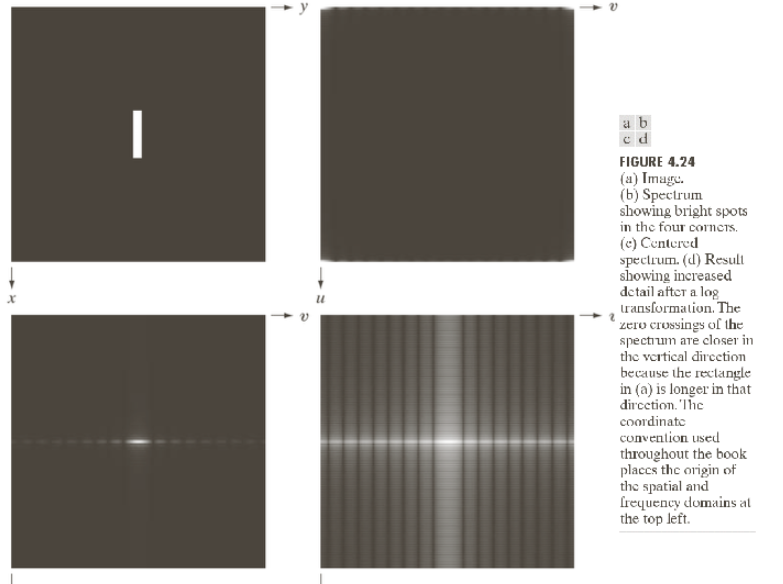 y
v
x
u
v
a b
c d
FIGURE 4.24
(a) Image.
(b) Spectrum
showing bright spots
in the four corners.
(c) Centered
spectrum. (d) Result
showing increased
detail after a log
transformation. The
zero crossings of the
spectrum are closer in
the vertical direction
because the rectangle
in (a) is longer in that
direction. The
coordinate
convention used
throughout the book
places the origin of
the spatial and
frequency domains at
the top left.